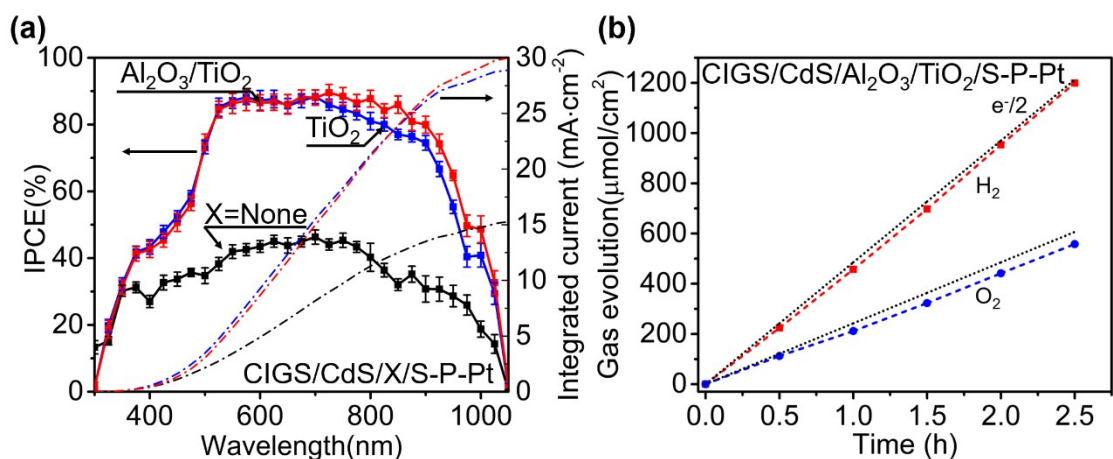 (a)
100
80
60
40
20
0
IPCE(%)
Al₂O₃/TiO₂
TiO₂
X=None
CIGS/CdS/X/S-P-Pt
400
600
800
1000
Wavelength(nm)
30
25
20
15
10
5
0
Integrated current (mA·cm⁻²)
(b)
1200
1000
800
600
400
200
0
Gas evolution(μmol/cm²)
CIGS/CdS/Al₂O₃/TiO₂/S-P-Pt
e⁻/2
H₂
O₂
0.0
0.5
1.0
1.5
2.0
2.5
Time (h)